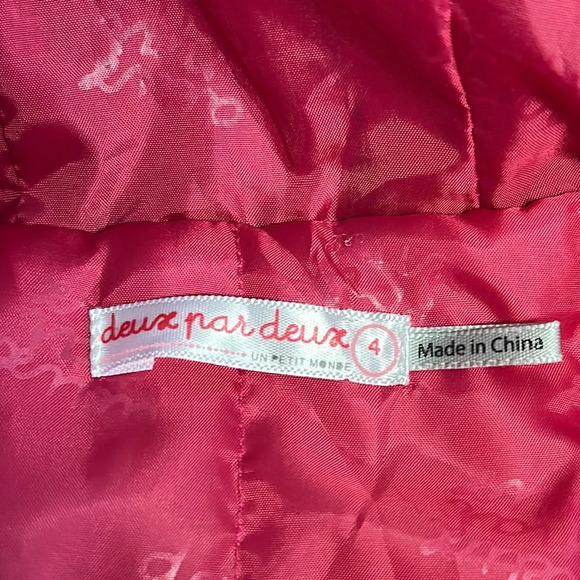 deux par deux
4
UN PETIT MONDE
Made in China